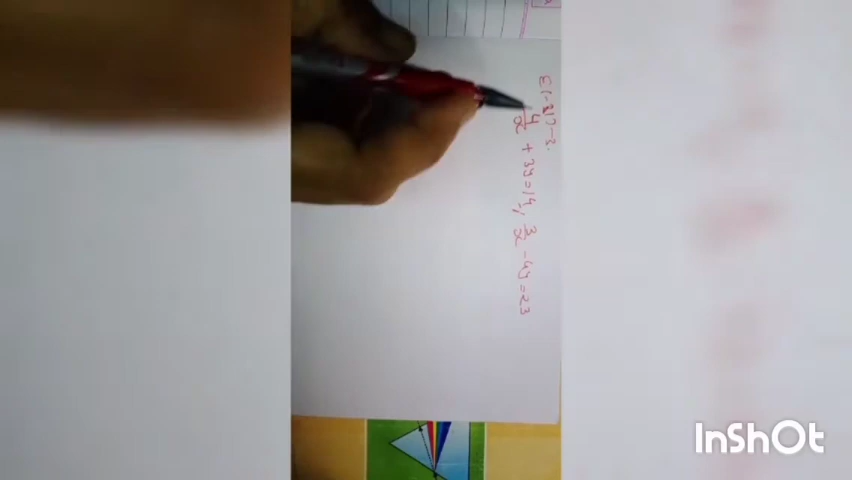 4/x + 3y = 14, 3/x - 4y = 23
InShOt